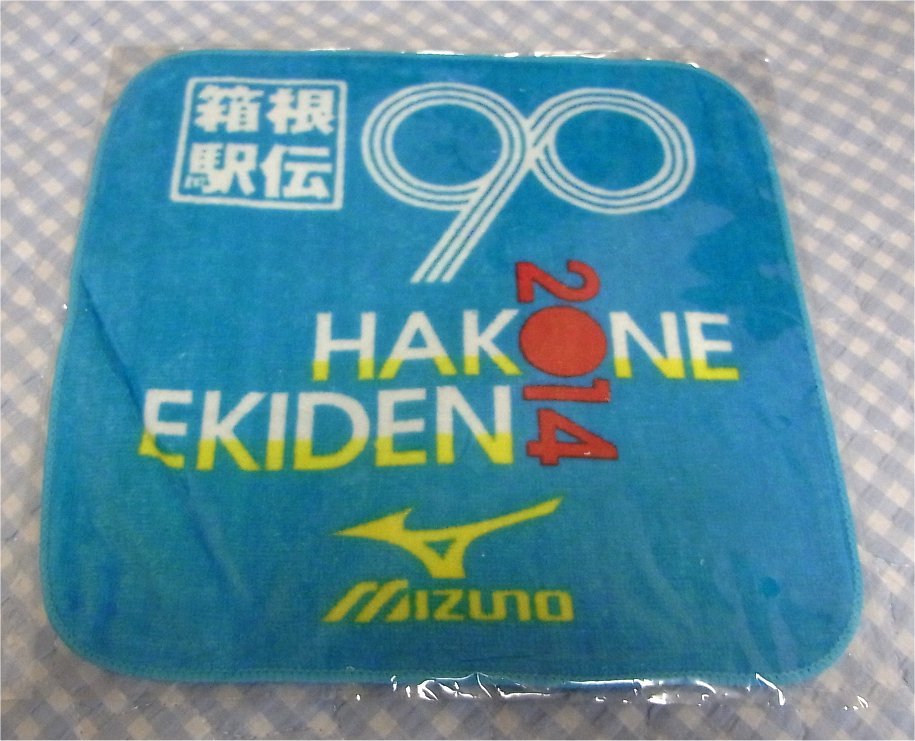 箱根
駅伝
90
2014
HAKONE
EKIDEN
MIZUNO